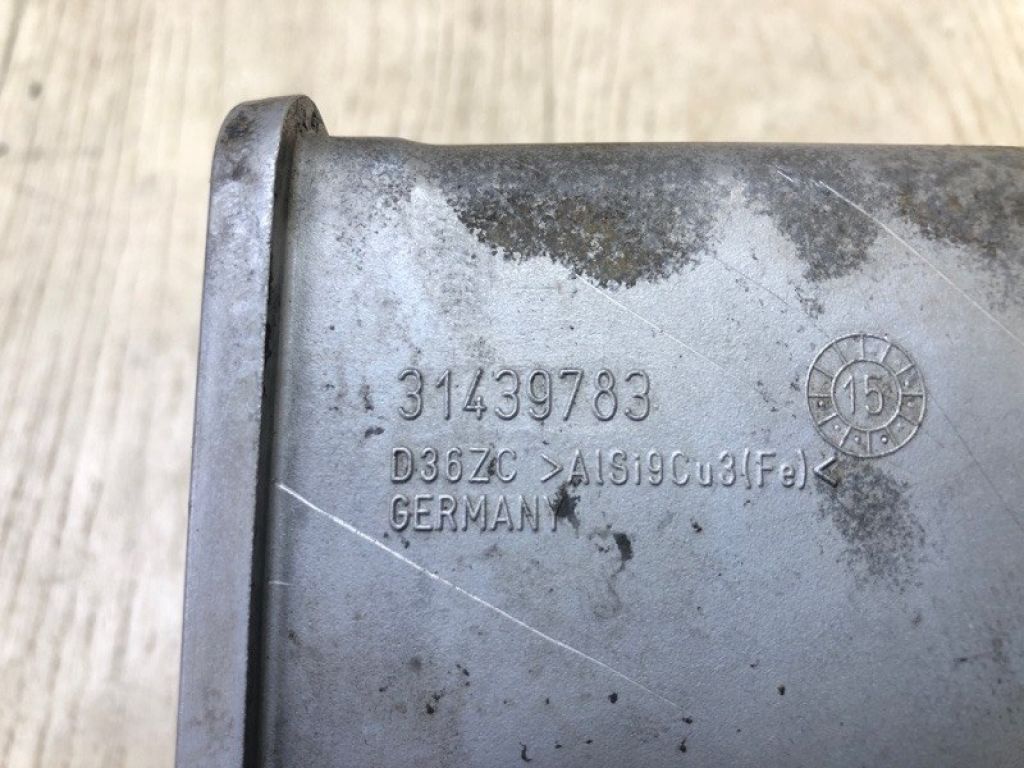 31439783
15
D36ZC >AlSi9Cu3(Fe)<
GERMANY